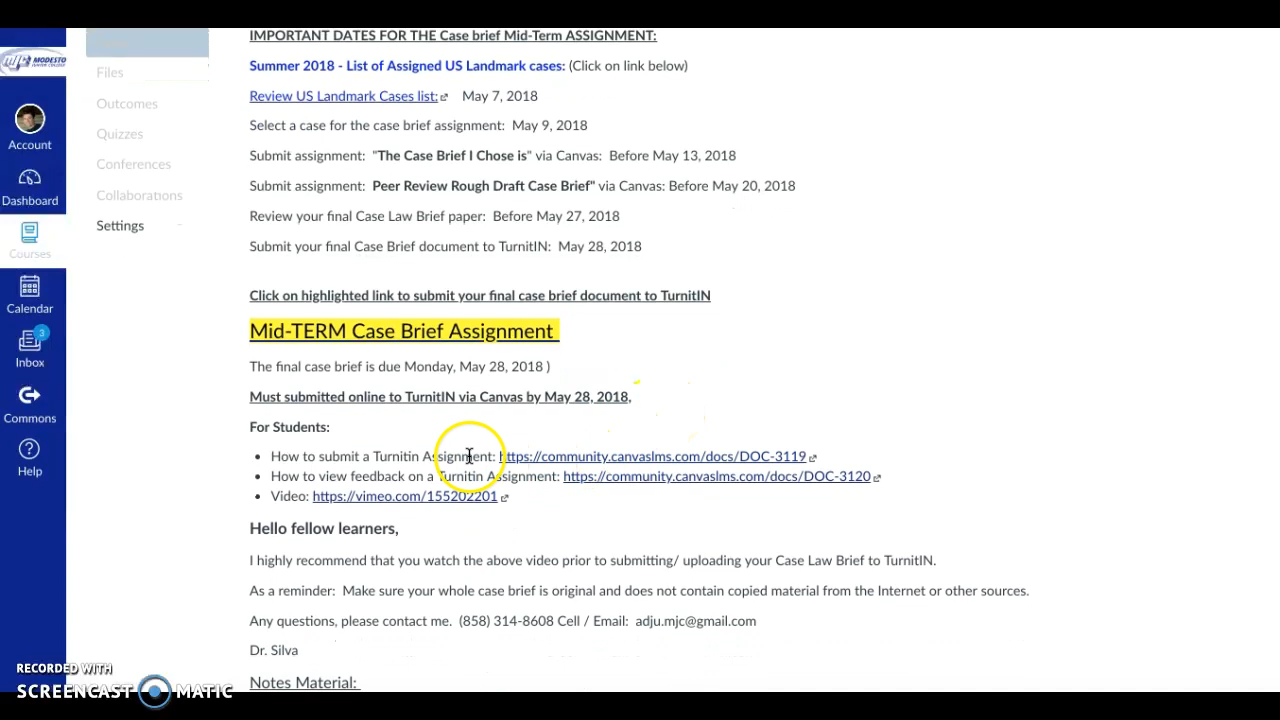 IMPORTANT DATES FOR THE Case brief Mid-Term ASSIGNMENT:
Summer 2018 - List of Assigned US Landmark cases: (Click on link below)
Review US Landmark Cases list: May 7, 2018
Select a case for the case brief assignment: May 9, 2018
Submit assignment: "The Case Brief I Chose is" via Canvas: Before May 13, 2018
Submit assignment: Peer Review Rough Draft Case Brief" via Canvas: Before May 20, 2018
Review your final Case Law Brief paper: Before May 27, 2018
Submit your final Case Brief document to TurnitIN: May 28, 2018
Click on highlighted link to submit your final case brief document to TurnitIN
Mid-TERM Case Brief Assignment
The final case brief is due Monday, May 28, 2018 )
Must submitted online to TurnitIN via Canvas by May 28, 2018,
For Students:
• How to submit a Turnitin Assignment: https://community.canvaslms.com/docs/DOC-3119
• How to view feedback on a Turnitin Assignment: https://community.canvaslms.com/docs/DOC-3120
• Video: https://vimeo.com/155202201
Hello fellow learners,
I highly recommend that you watch the above video prior to submitting/ uploading your Case Law Brief to TurnitIN.
As a reminder: Make sure your whole case brief is original and does not contain copied material from the Internet or other sources.
Any questions, please contact me. (858) 314-8608 Cell / Email: adju.mjc@gmail.com
Dr. Silva
Notes Material:
Files
Outcomes
Quizzes
Conferences
Collaborations
Settings
mjc MODESTO
Account
Dashboard
Courses
Calendar
3
Inbox
Commons
Help
RECORDED WITH
SCREENCAST MATIC